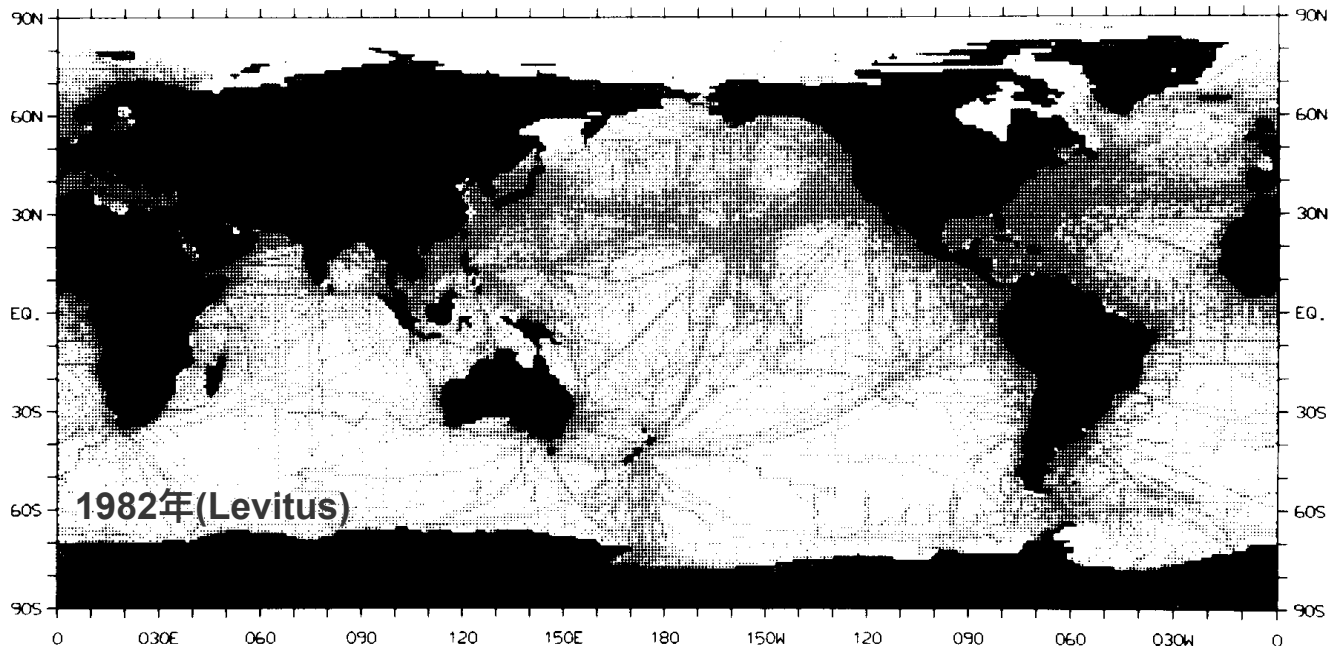 90N 90N
60N 60N
30N 30N
EQ. EQ.
30S 30S
1982年(Levitus)
60S 60S
90S 90S
0 030E 060 090 120 150E 180 150W 120 090 060 030W 0